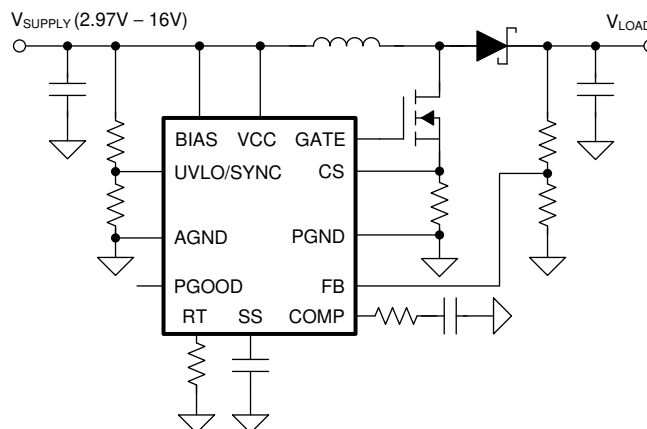 VSUPPLY (2.97V – 16V)
VLOAD
BIAS VCC GATE
UVLO/SYNC CS
AGND PGND
PGOOD FB
RT SS COMP